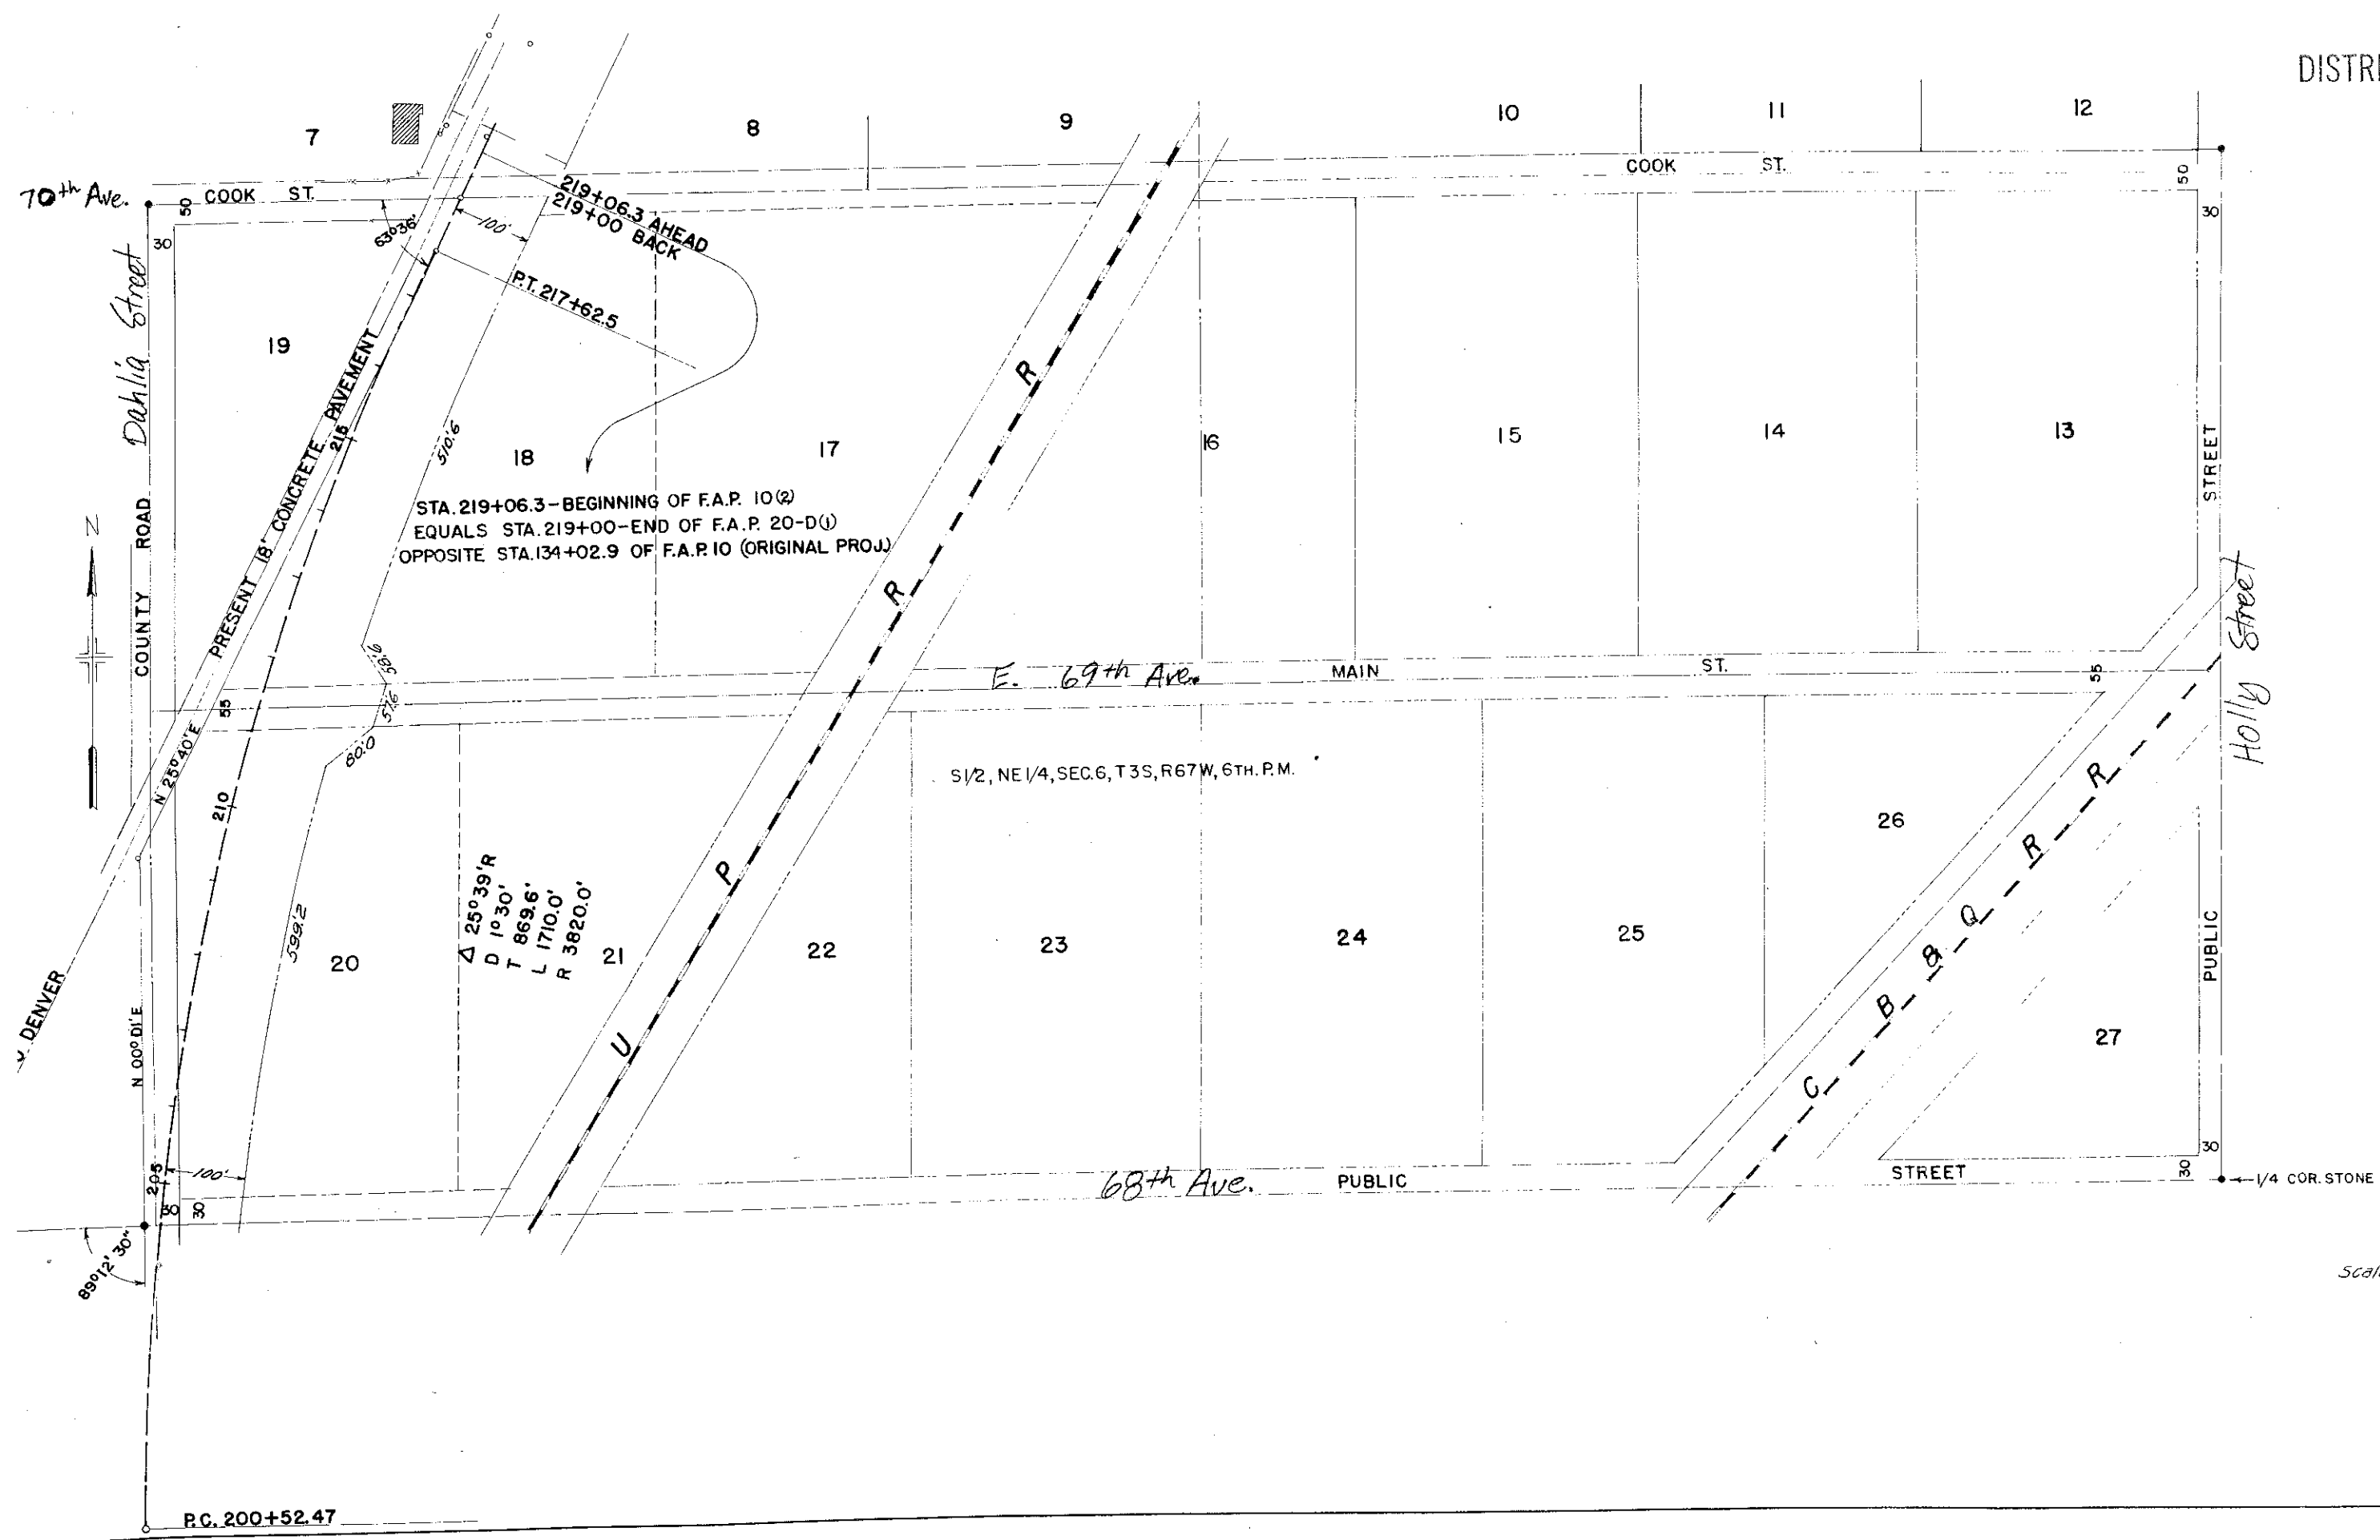 DISTRI
7
8
9
10
11
12
70th Ave.
50
COOK ST.
COOK ST.
50
30
30
63°36'
100'
219+06.3 AHEAD
219+00 BACK
P.T. 217+62.5
Dahlia Street
COUNTY ROAD
19
PRESENT 18' CONCRETE PAVEMENT
215
510.6
18
17
16
15
14
13
R
R
STREET
STA. 219+06.3-BEGINNING OF F.A.P. 10(2)
EQUALS STA. 219+00-END OF F.A.P. 20-D(1)
OPPOSITE STA. 134+02.9 OF F.A.P. 10 (ORIGINAL PROJ.)
N
58.6
57.6
80.0
55
E. 69th Ave.
MAIN ST.
55
Holly Street
N 25°40'E
210
S1/2, NE1/4, SEC.6, T3S, R67W, 6TH. P.M.
26
Δ 25°39'R
D 1°30'
T 869.6'
L 1710.0'
R 3820.0'
599.2
20
21
22
23
24
25
27
U P
C B & Q R R
PUBLIC
DENVER
N 00°01'E
205
100'
30
30
68th Ave.
PUBLIC STREET
30
30
1/4 COR. STONE
89°12'30"
Scal
P.C. 200+52.47